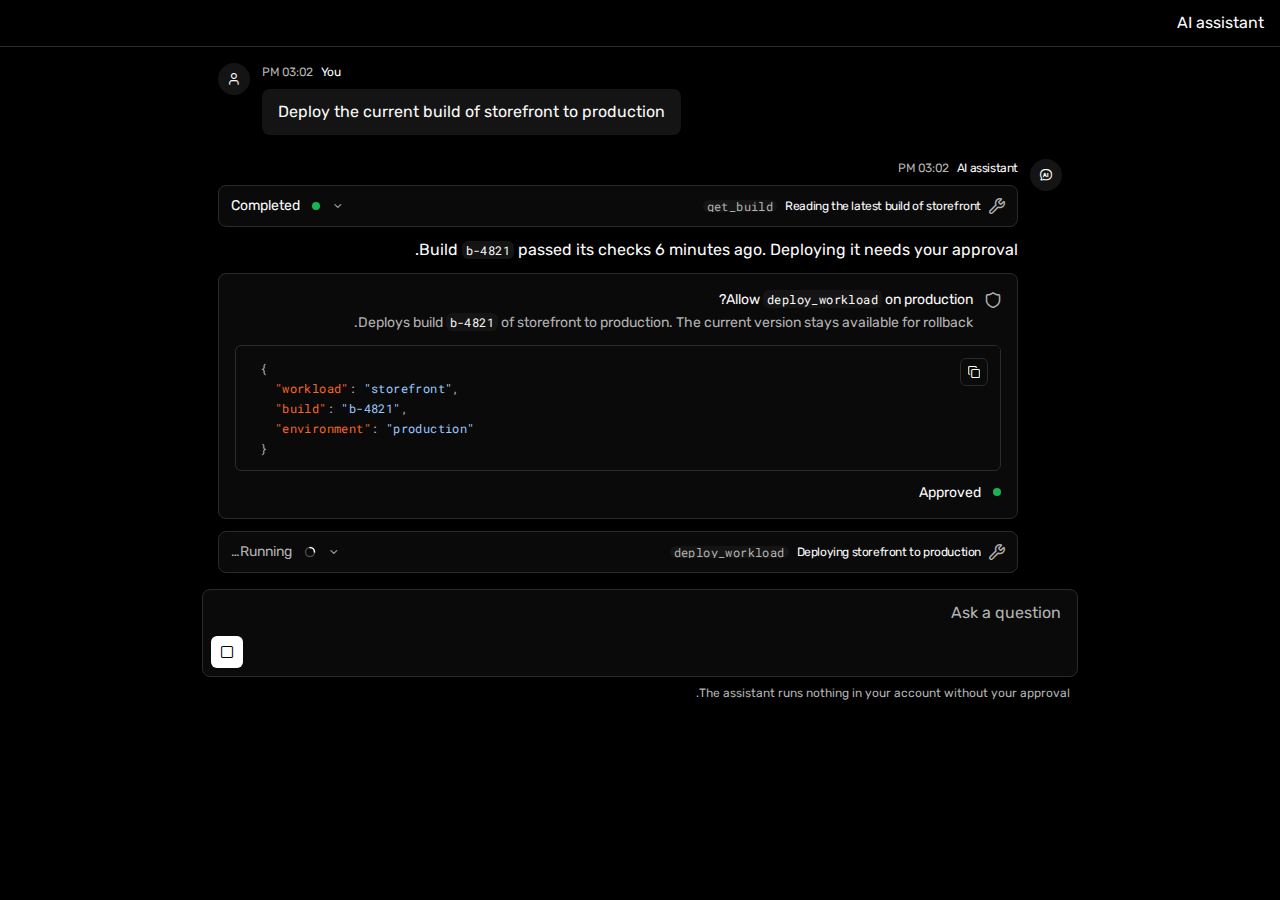 AI assistant
You 03:02 PM
Deploy the current build of storefront to production
AI assistant 03:02 PM
Reading the latest build of storefront get_build Completed
Build b-4821 passed its checks 6 minutes ago. Deploying it needs your approval.
Allow deploy_workload on production?
Deploys build b-4821 of storefront to production. The current version stays available for rollback.
{
"workload": "storefront",
"build": "b-4821",
"environment": "production"
}
Approved
Deploying storefront to production deploy_workload Running…
Ask a question
The assistant runs nothing in your account without your approval.